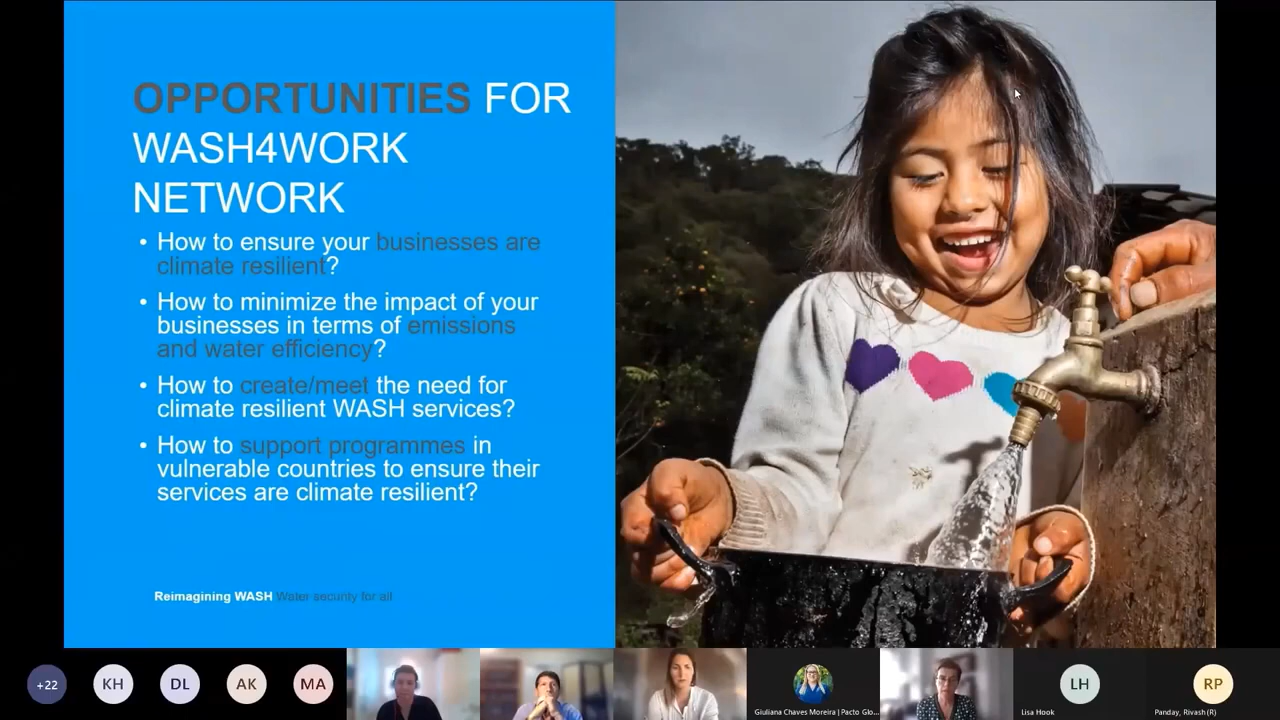 OPPORTUNITIES FOR
WASH4WORK
NETWORK
• How to ensure your businesses are
climate resilient?
• How to minimize the impact of your
businesses in terms of emissions
and water efficiency?
• How to create/meet the need for
climate resilient WASH services?
• How to support programmes in
vulnerable countries to ensure their
services are climate resilient?
Reimagining WASH Water security for all
+22
KH
DL
AK
MA
Giuliana Chaves Moreira | Pacto Glo...
LH
Lisa Hook
RP
Panday, Rivash (R)